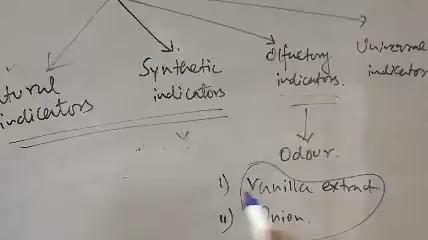 Universal
Olfactory
indicators
Synthetic
indicators.
indicators
tural
indicators
Odour.
i) Vanilla extract
ii) Onion.